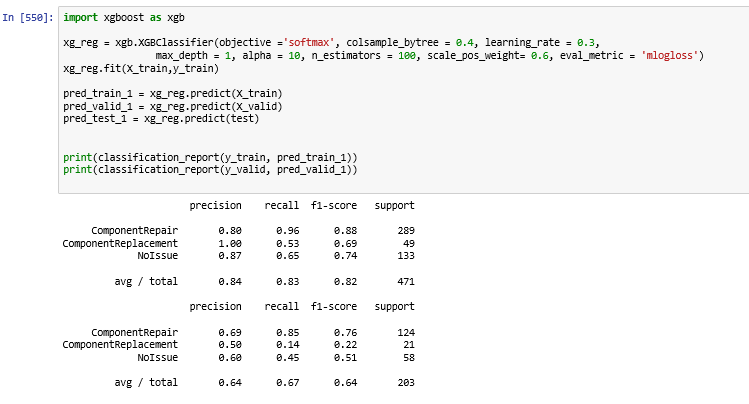 In [550]: import xgboost as xgb
xg_reg = xgb.XGBClassifier(objective ='softmax', colsample_bytree = 0.4, learning_rate = 0.3,
max_depth = 1, alpha = 10, n_estimators = 100, scale_pos_weight= 0.6, eval_metric = 'mlogloss')
xg_reg.fit(X_train,y_train)
pred_train_1 = xg_reg.predict(X_train)
pred_valid_1 = xg_reg.predict(X_valid)
pred_test_1 = xg_reg.predict(test)
print(classification_report(y_train, pred_train_1))
print(classification_report(y_valid, pred_valid_1))
precision recall f1-score support
ComponentRepair 0.80 0.96 0.88 289
ComponentReplacement 1.00 0.53 0.69 49
NoIssue 0.87 0.65 0.74 133
avg / total 0.84 0.83 0.82 471
precision recall f1-score support
ComponentRepair 0.69 0.85 0.76 124
ComponentReplacement 0.50 0.14 0.22 21
NoIssue 0.60 0.45 0.51 58
avg / total 0.64 0.67 0.64 203